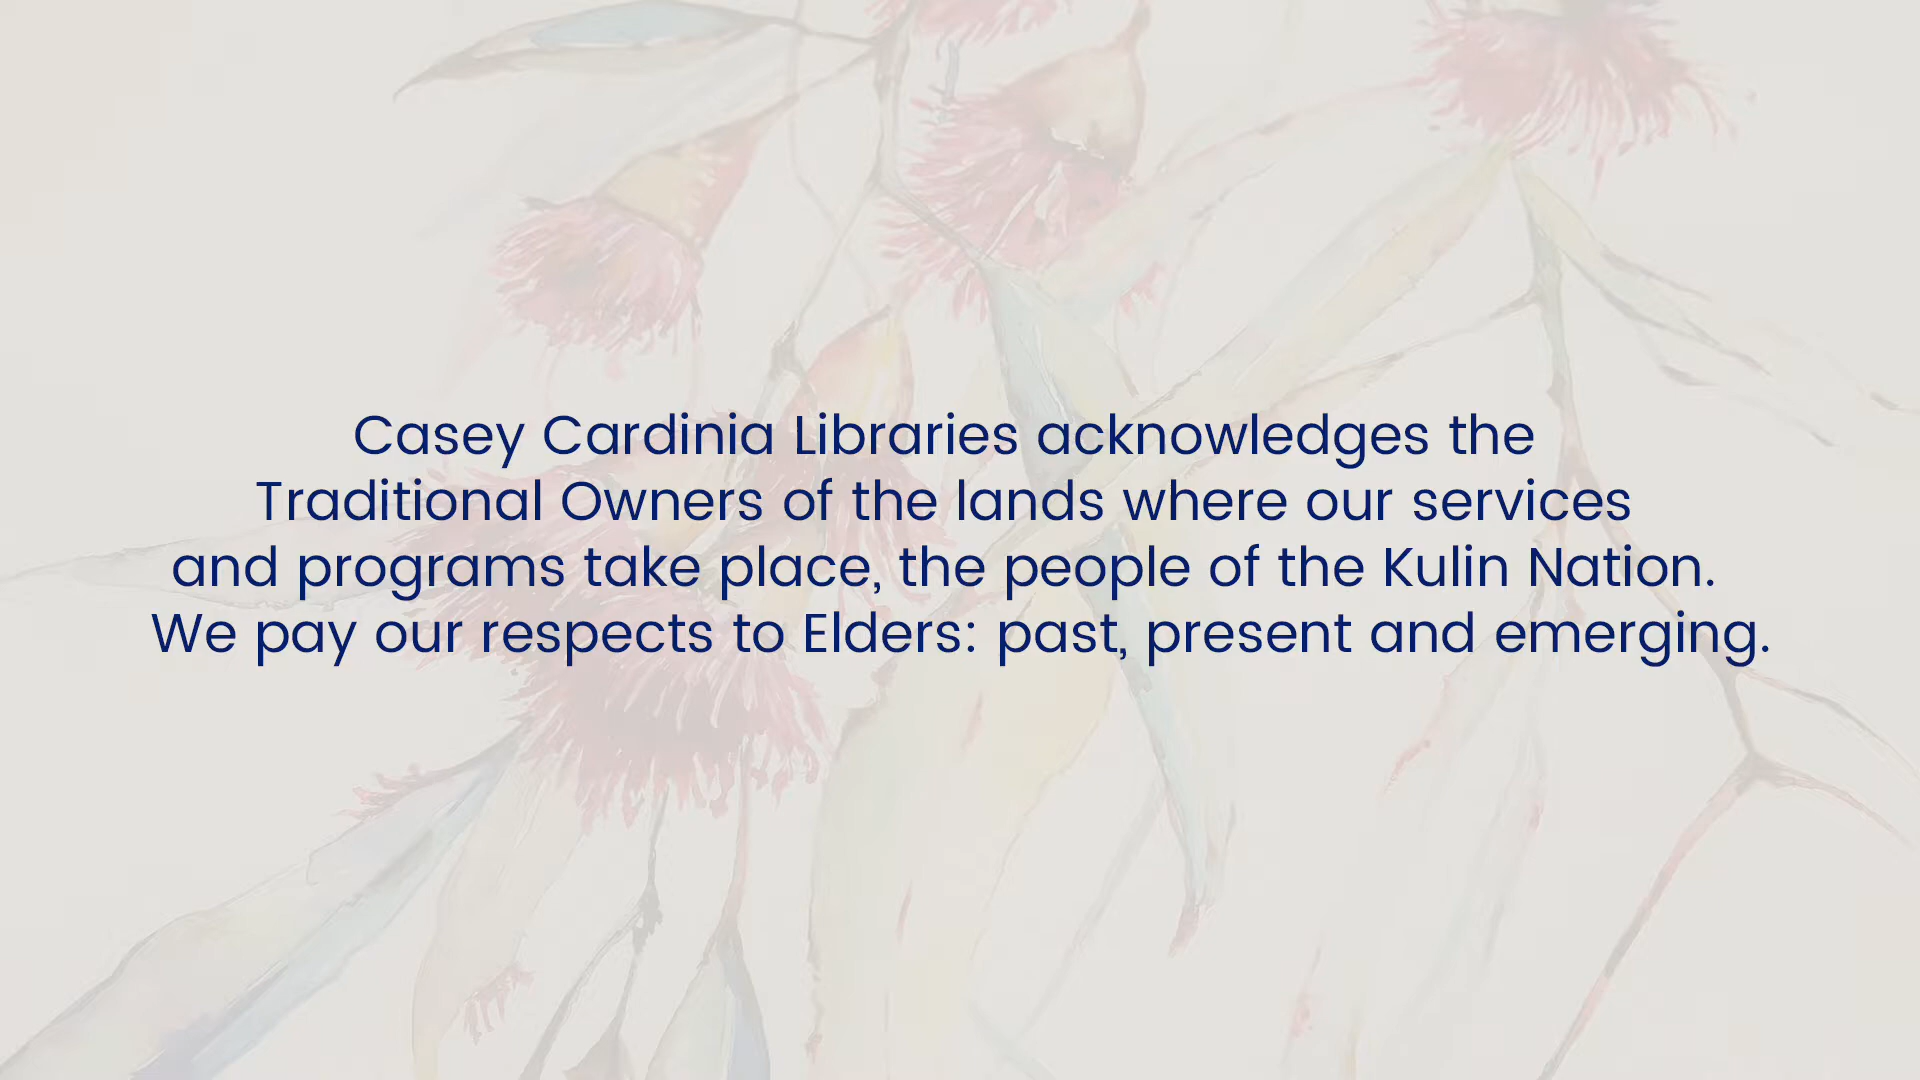 Casey Cardinia Libraries acknowledges the
Traditional Owners of the lands where our services
and programs take place, the people of the Kulin Nation.
We pay our respects to Elders: past, present and emerging.